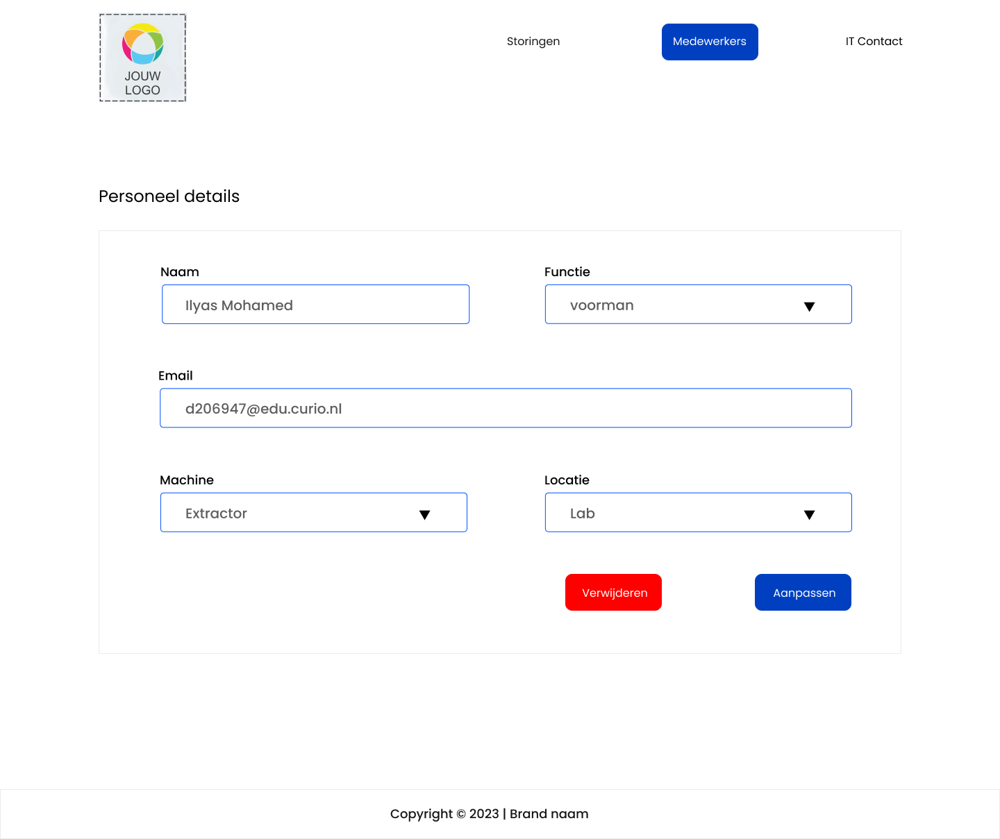 JOUW
LOGO
Storingen
Medewerkers
IT Contact
Personeel details
Naam
Functie
Ilyas Mohamed
voorman
Email
d206947@edu.curio.nl
Machine
Locatie
Extractor
Lab
Verwijderen
Aanpassen
Copyright © 2023 | Brand naam